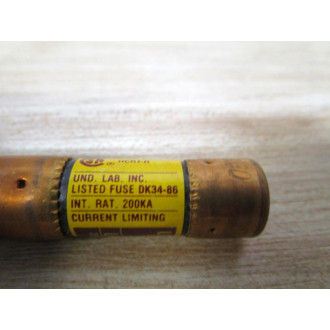 UND. LAB. INC.
LISTED FUSE DK34-86
INT. RAT. 200KA
CURRENT LIMITING